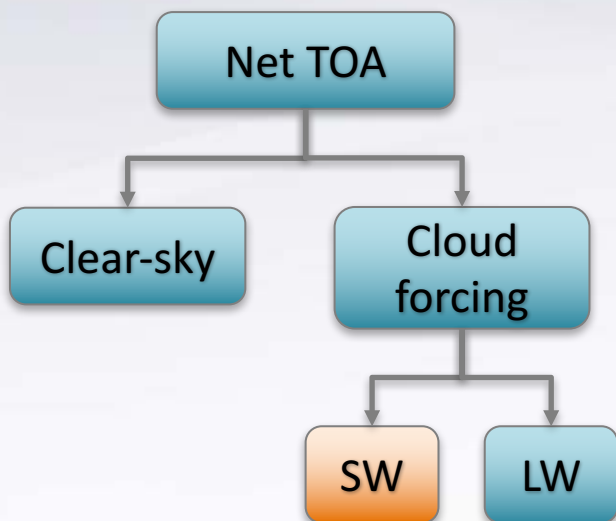 Net TOA
Clear-sky
Cloud
forcing
SW
LW